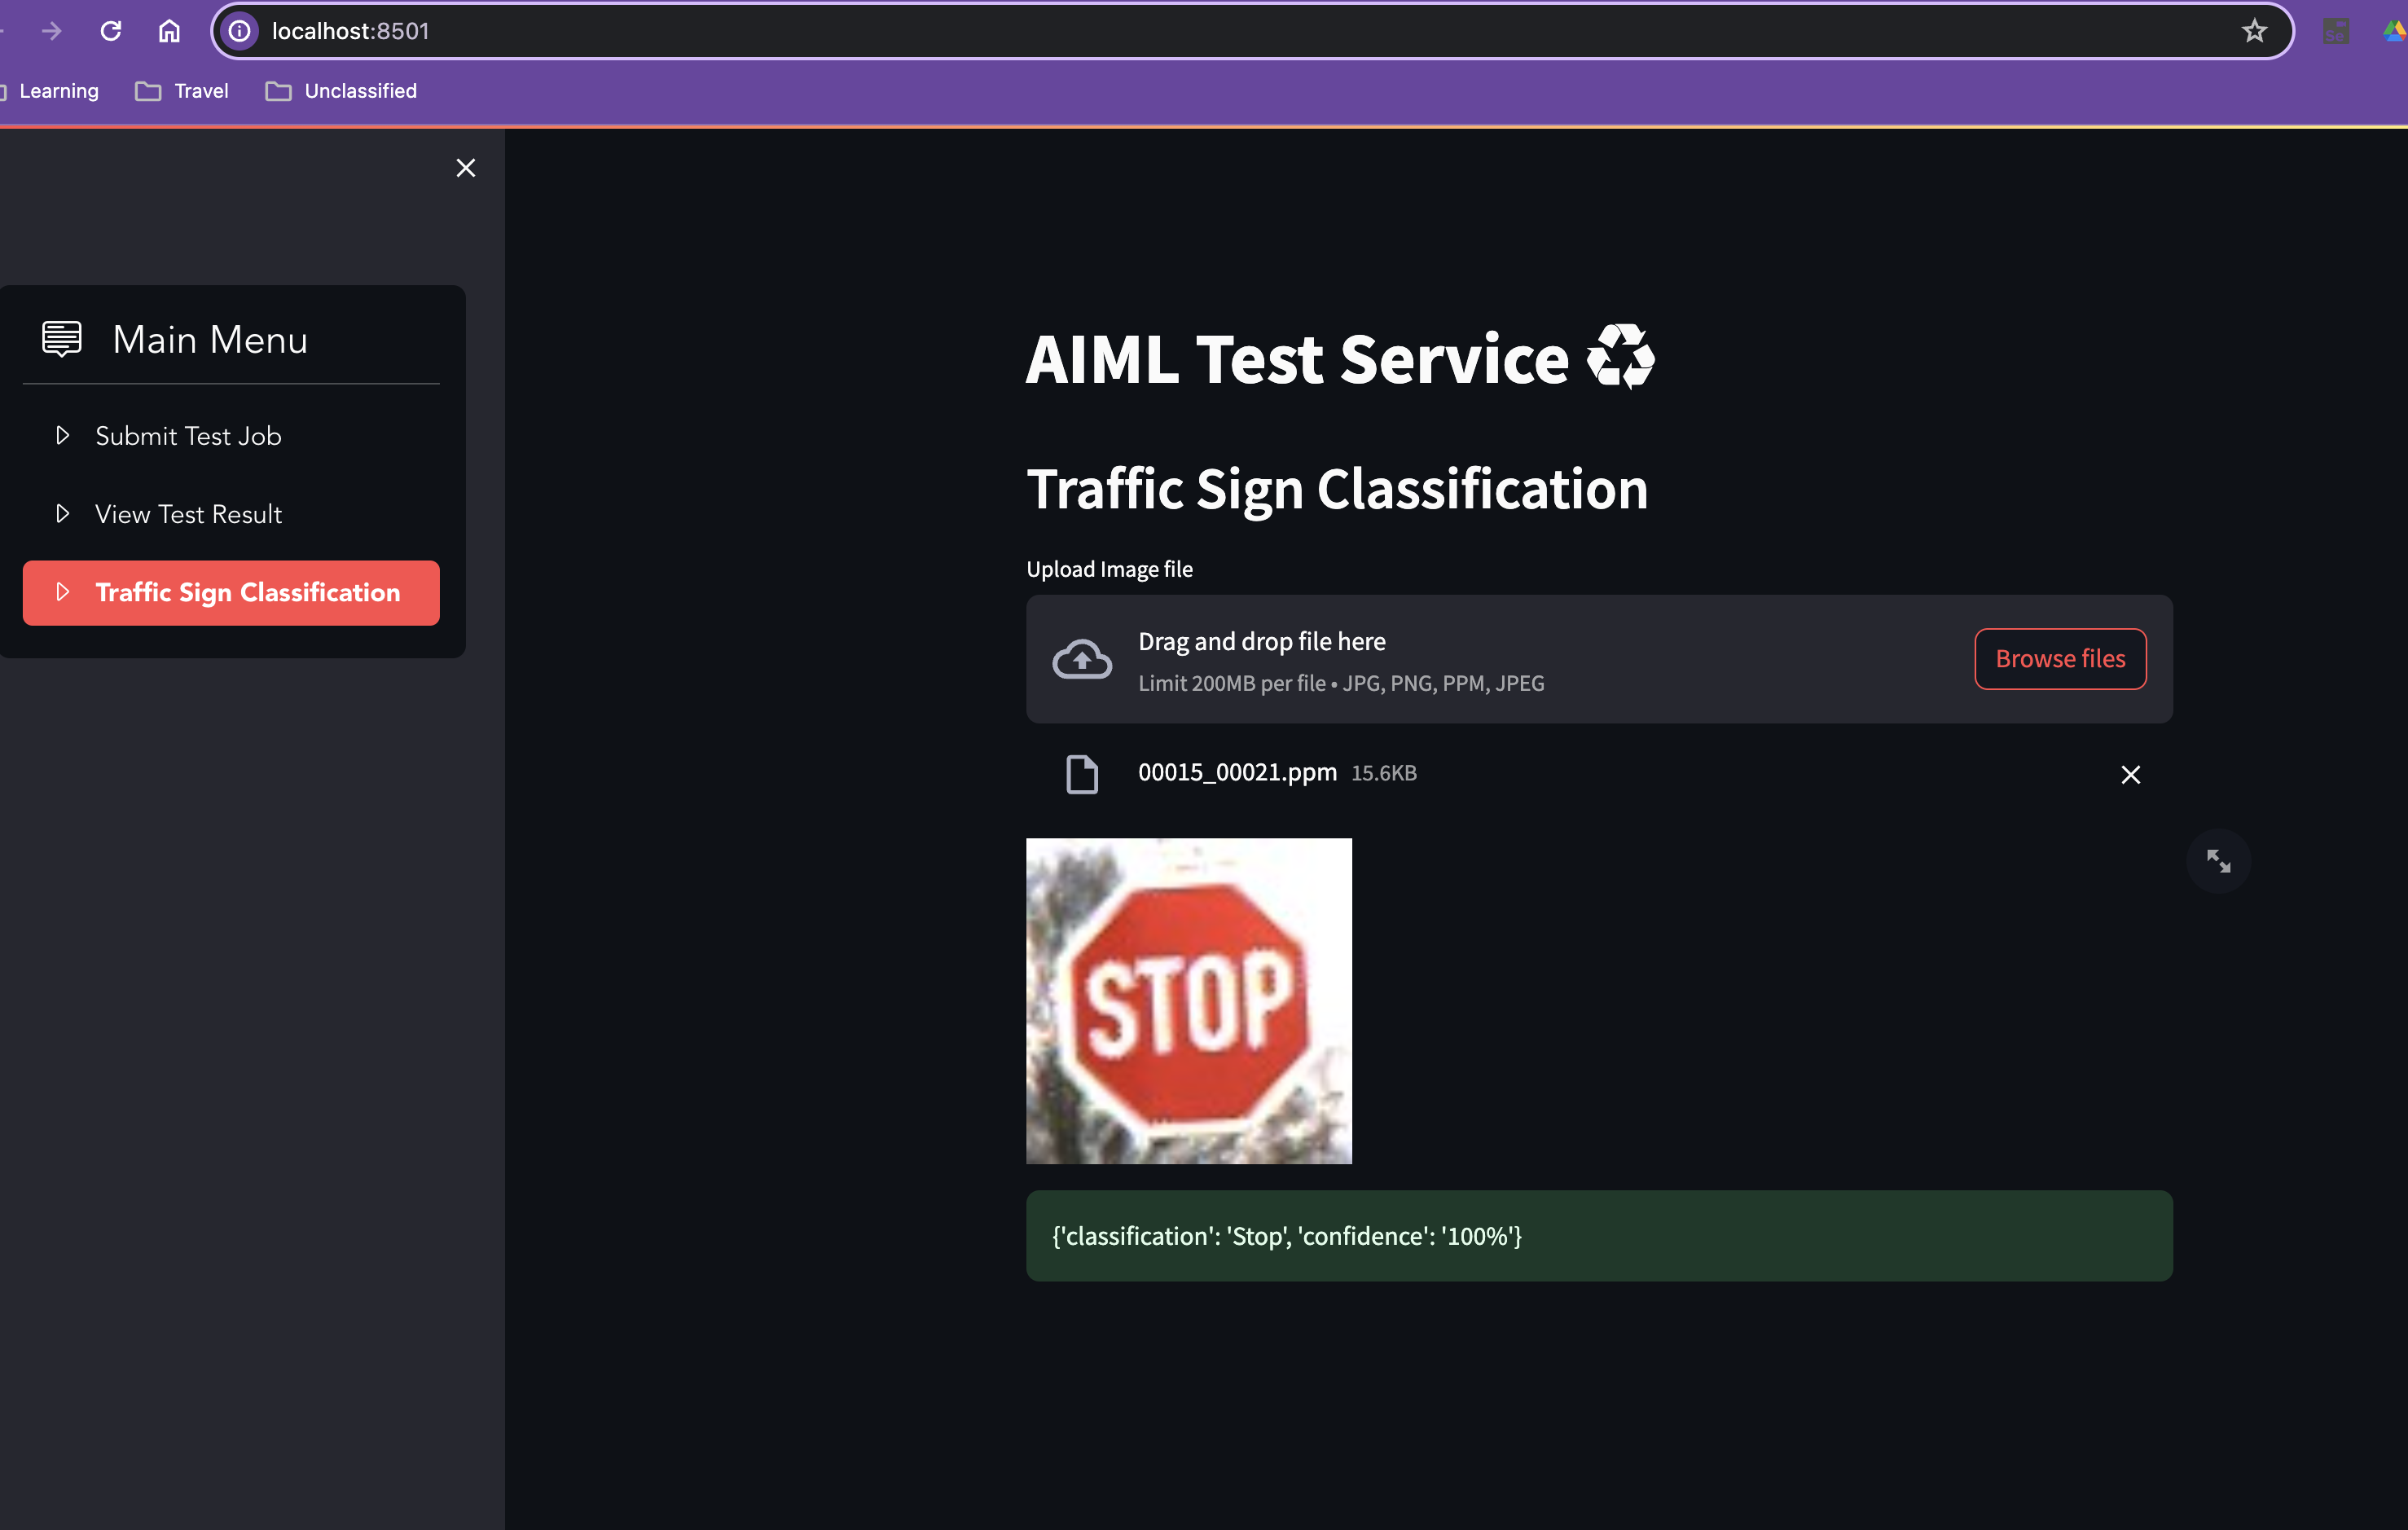 localhost:8501
Learning Travel Unclassified
Main Menu
Submit Test Job
View Test Result
Traffic Sign Classification
AIML Test Service
Traffic Sign Classification
Upload Image file
Drag and drop file here
Limit 200MB per file • JPG, PNG, PPM, JPEG
Browse files
00015_00021.ppm 15.6KB
STOP
{'classification': 'Stop', 'confidence': '100%'}
Se